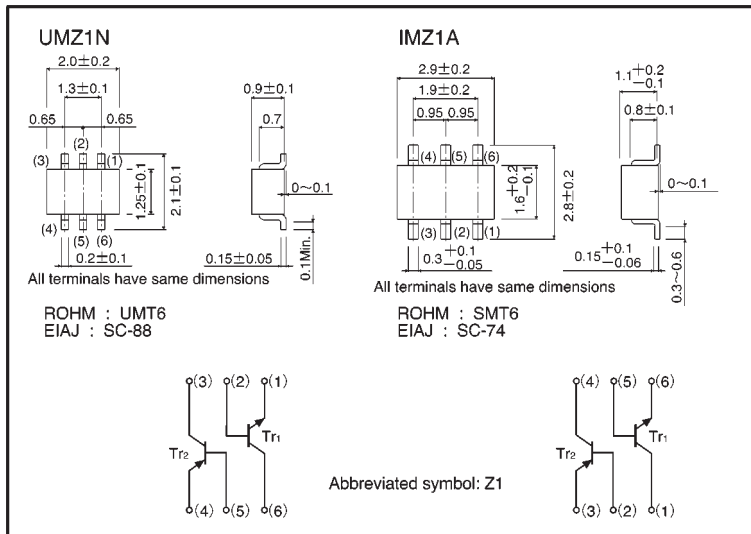 UMZ1N
2.0±0.2
1.3±0.1
0.65
0.65
(2)
(3)
(1)
1.25±0.1
2.1±0.1
(4)
(5)
(6)
0.2±0.1
All terminals have same dimensions
0.9±0.1
0.7
0~0.1
0.15±0.05
0.1Min.
ROHM : UMT6
EIAJ : SC-88
IMZ1A
2.9±0.2
1.9±0.2
0.95
0.95
(4)
(5)
(6)
1.6+0.2 −0.1
2.8±0.2
(3)
(2)
(1)
0.3+0.1 −0.05
All terminals have same dimensions
1.1+0.2 −0.1
0.8±0.1
0~0.1
0.15+0.1 −0.06
0.3~0.6
ROHM : SMT6
EIAJ : SC-74
(3) (2) (1)
Tr1
Tr2
(4) (5) (6)
Abbreviated symbol: Z1
(4) (5) (6)
Tr1
Tr2
(3) (2) (1)